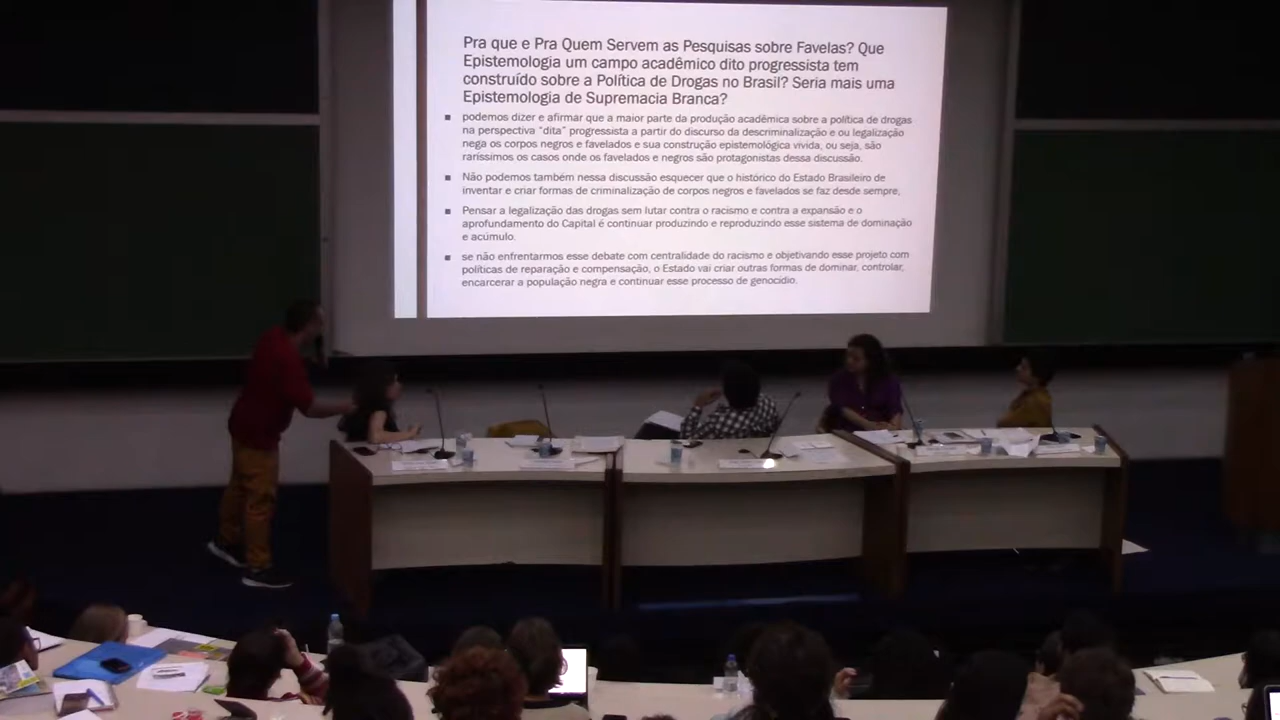 Pra que e Pra Quem Servem as Pesquisas sobre Favelas? Que
Epistemologia um campo acadêmico dito progressista tem
construído sobre a Política de Drogas no Brasil? Seria mais uma
Epistemologia de Supremacia Branca?
podemos dizer e afirmar que a maior parte da produção acadêmica sobre a política de drogas
na perspectiva "dita" progressista a partir do discurso da descriminalização e ou legalização
nega os corpos negros e favelados e sua construção epistemológica vivida, ou seja, são
raríssimos os casos onde os favelados e negros são protagonistas dessa discussão.
Não podemos também nessa discussão esquecer que o histórico do Estado Brasileiro de
inventar e criar formas de criminalização de corpos negros e favelados se faz desde sempre,
Pensar a legalização das drogas sem lutar contra o racismo e contra a expansão e o
aprofundamento do Capital é continuar produzindo e reproduzindo esse sistema de dominação
e acúmulo.
se não enfrentarmos esse debate com centralidade do racismo e objetivando esse projeto com
políticas de reparação e compensação, o Estado vai criar outras formas de dominar, controlar,
encarcerar a população negra e continuar esse processo de genocídio.